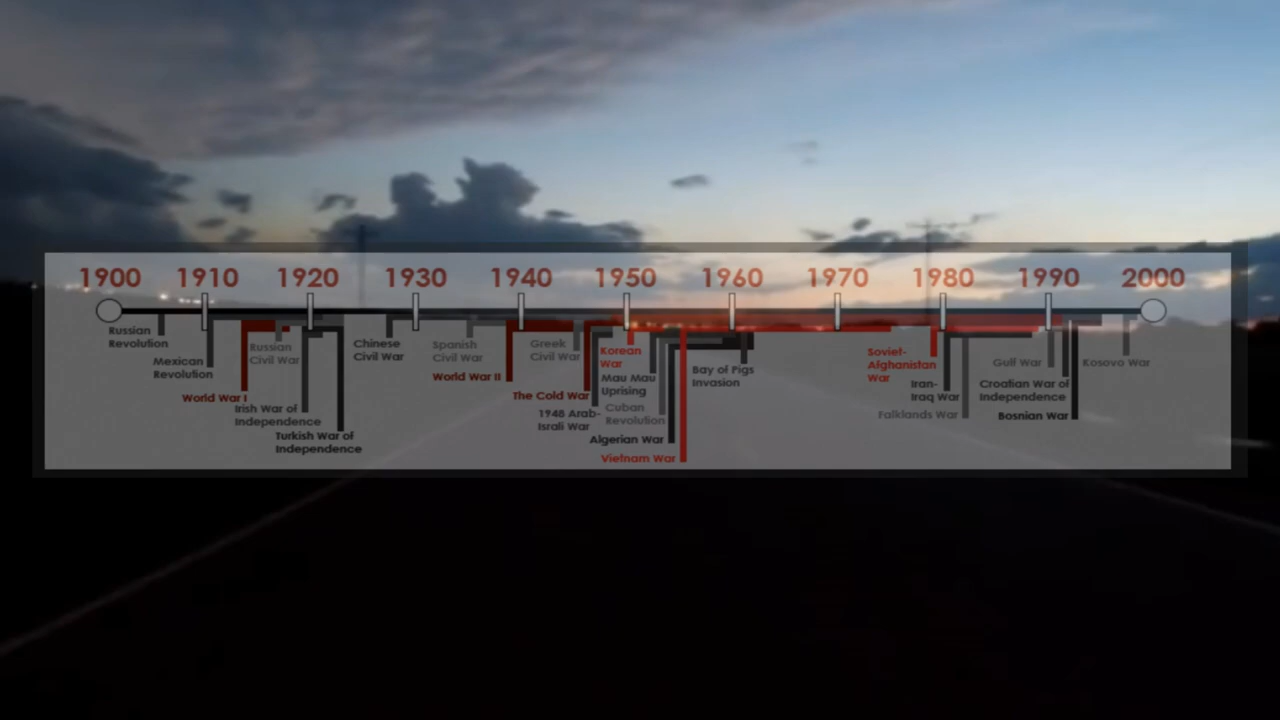 1900 1910 1920 1930 1940 1950 1960 1970 1980 1990 2000
Russian
Revolution
Mexican
Revolution
World War I
Russian
Civil War
Irish War of
Independence
Turkish War of
Independence
Chinese
Civil War
Spanish
Civil War
World War II
Greek
Civil War
The Cold War
1948 Arab-
Israli War
Korean
War
Mau Mau
Uprising
Cuban
Revolution
Algerian War
Vietnam War
Bay of Pigs
Invasion
Soviet-
Afghanistan
War
Iran-
Iraq War
Falklands War
Gulf War
Croatian War of
Independence
Bosnian War
Kosovo War